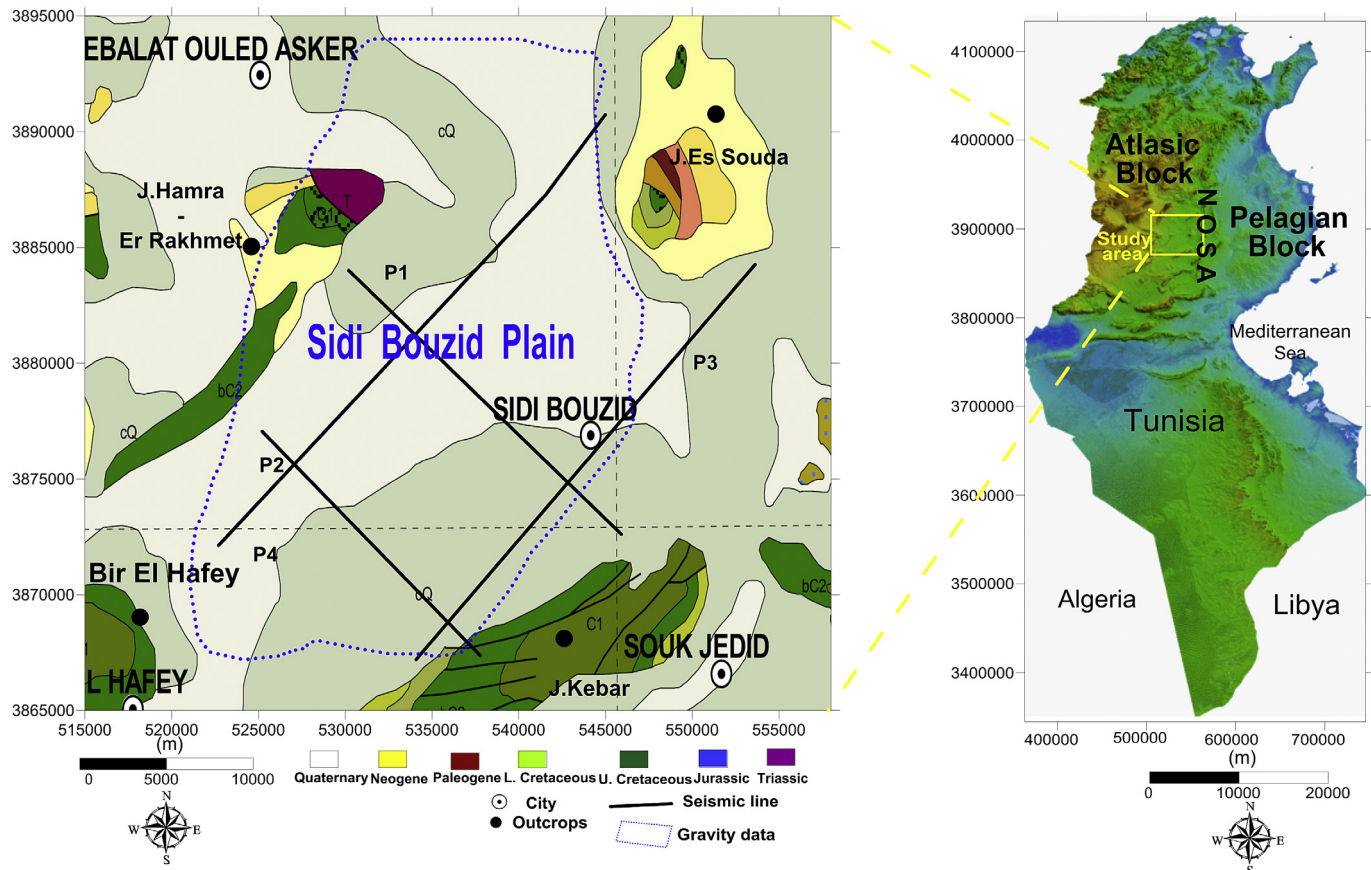 3895000
3890000
3885000
3880000
3875000
3870000
3865000
EBALAT OULED ASKER
cQ
J.Es Souda
J.Hamra
-
Er Rakhmet
T
C1
P1
Sidi Bouzid Plain
P3
bC2
cQ
SIDI BOUZID
P2
P4
Bir El Hafey
cQ
bC2
C1
SOUK JEDID
L HAFEY
J.Kebar
515000 520000 525000 530000 535000 540000 545000 550000 555000
(m)
0 5000 10000
N
W E
S
Quaternary Neogene Paleogene L. Cretaceous U. Cretaceous Jurassic Triassic
City
Seismic line
Outcrops
Gravity data
4100000
4000000
3900000
3800000
3700000
3600000
3500000
3400000
Atlasic
Block
NOSA
Pelagian
Block
Study
area
Mediterranean
Sea
Tunisia
Algeria
Libya
400000 500000 600000 700000
(m)
0 10000 20000
N
W E
S